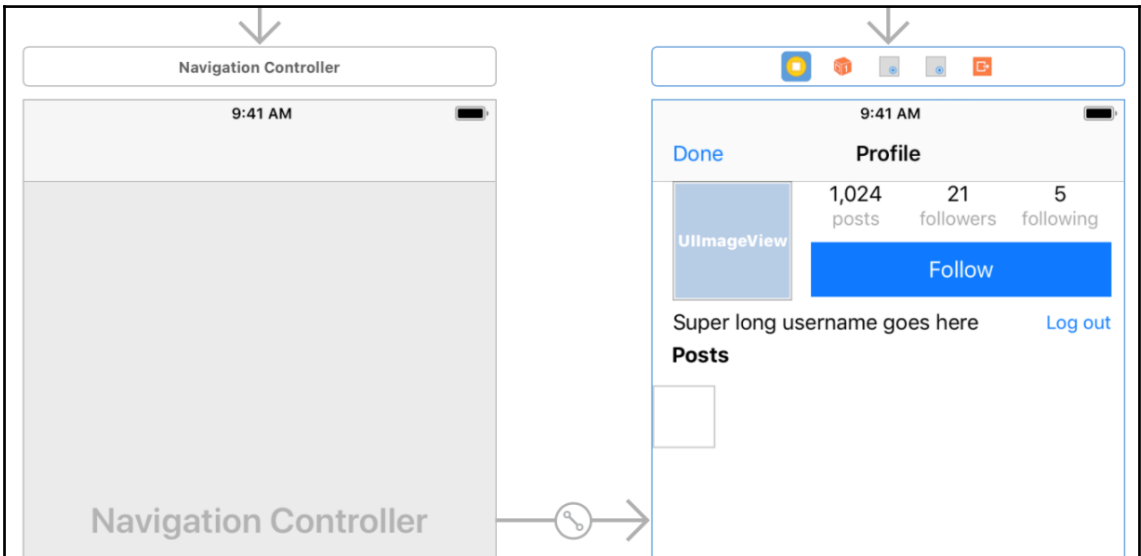 Navigation Controller
9:41 AM
Navigation Controller
9:41 AM
Done Profile
1,024 21 5
posts followers following
UIImageView
Follow
Super long username goes here Log out
Posts